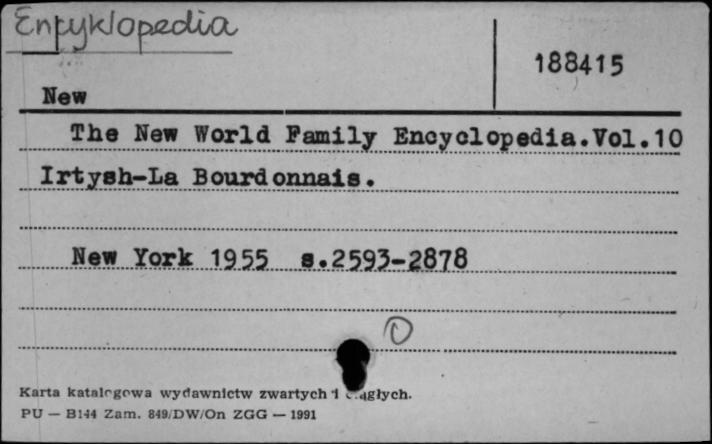 Encyklopedia
188415
New
The New World Family Encyclopedia.Vol.10
Irtysh-La Bourdonnais.
New York 1955 s.2593-2878
Karta katalogowa wydawnictw zwartych i ciągłych.
PU — B144 Zam. 849/DW/On ZGG — 1991